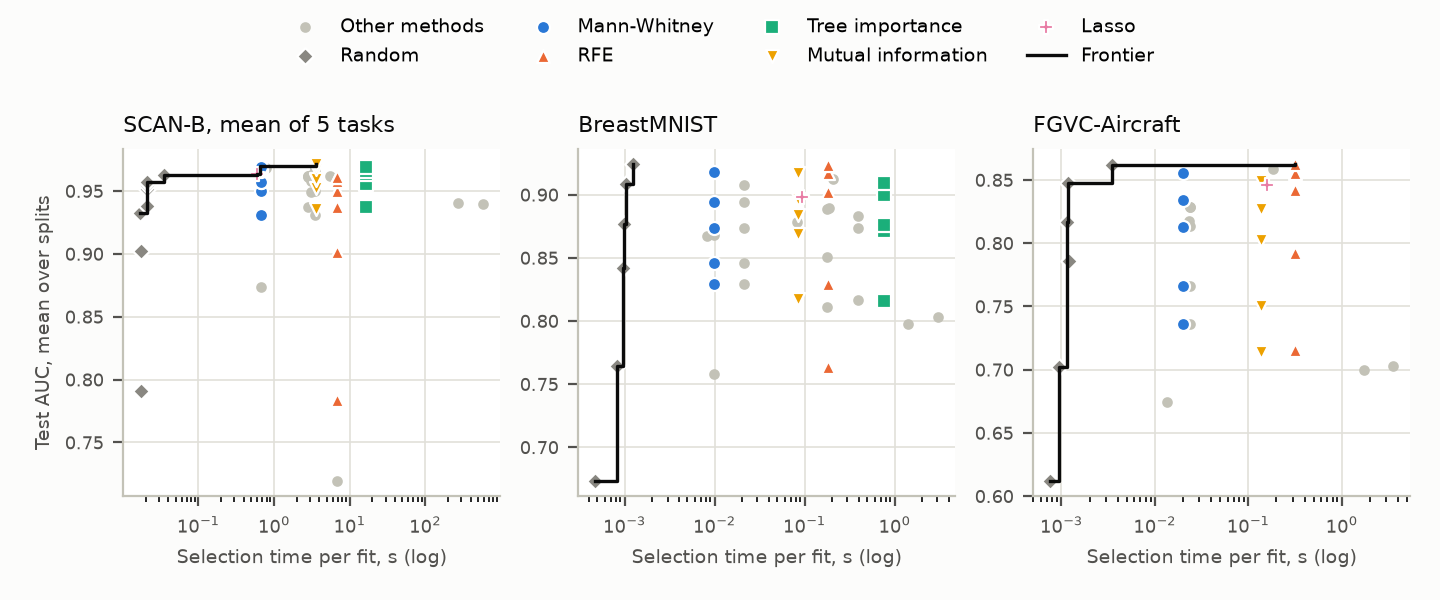 Other methods
Mann-Whitney
Tree importance
Lasso
Random
RFE
Mutual information
Frontier
SCAN-B, mean of 5 tasks
BreastMNIST
FGVC-Aircraft
Test AUC, mean over splits
0.95
0.90
0.85
0.80
0.75
0.90
0.85
0.80
0.75
0.70
0.85
0.80
0.75
0.70
0.65
0.60
10⁻¹ 10⁰ 10¹ 10²
10⁻³ 10⁻² 10⁻¹ 10⁰
10⁻³ 10⁻² 10⁻¹ 10⁰
Selection time per fit, s (log)
Selection time per fit, s (log)
Selection time per fit, s (log)